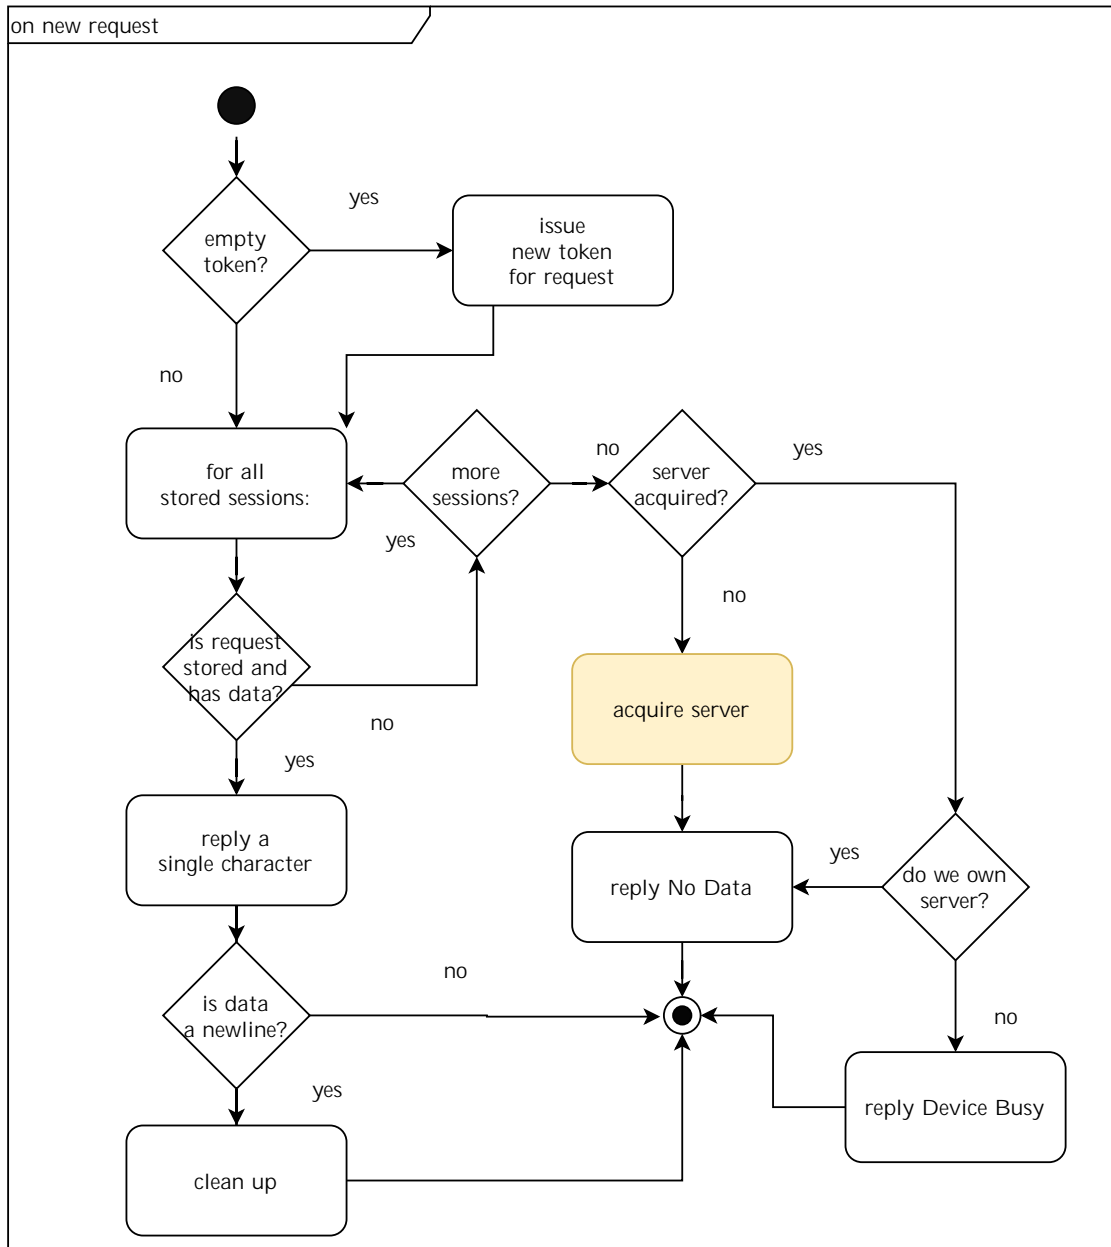 on new request
yes
empty
token?
issue
new token
for request
no
for all
stored sessions:
more
sessions?
no
server
acquired?
yes
yes
no
is request
stored and
has data?
no
acquire server
yes
reply a
single character
reply No Data
yes
do we own
server?
no
is data
a newline?
no
yes
reply Device Busy
clean up